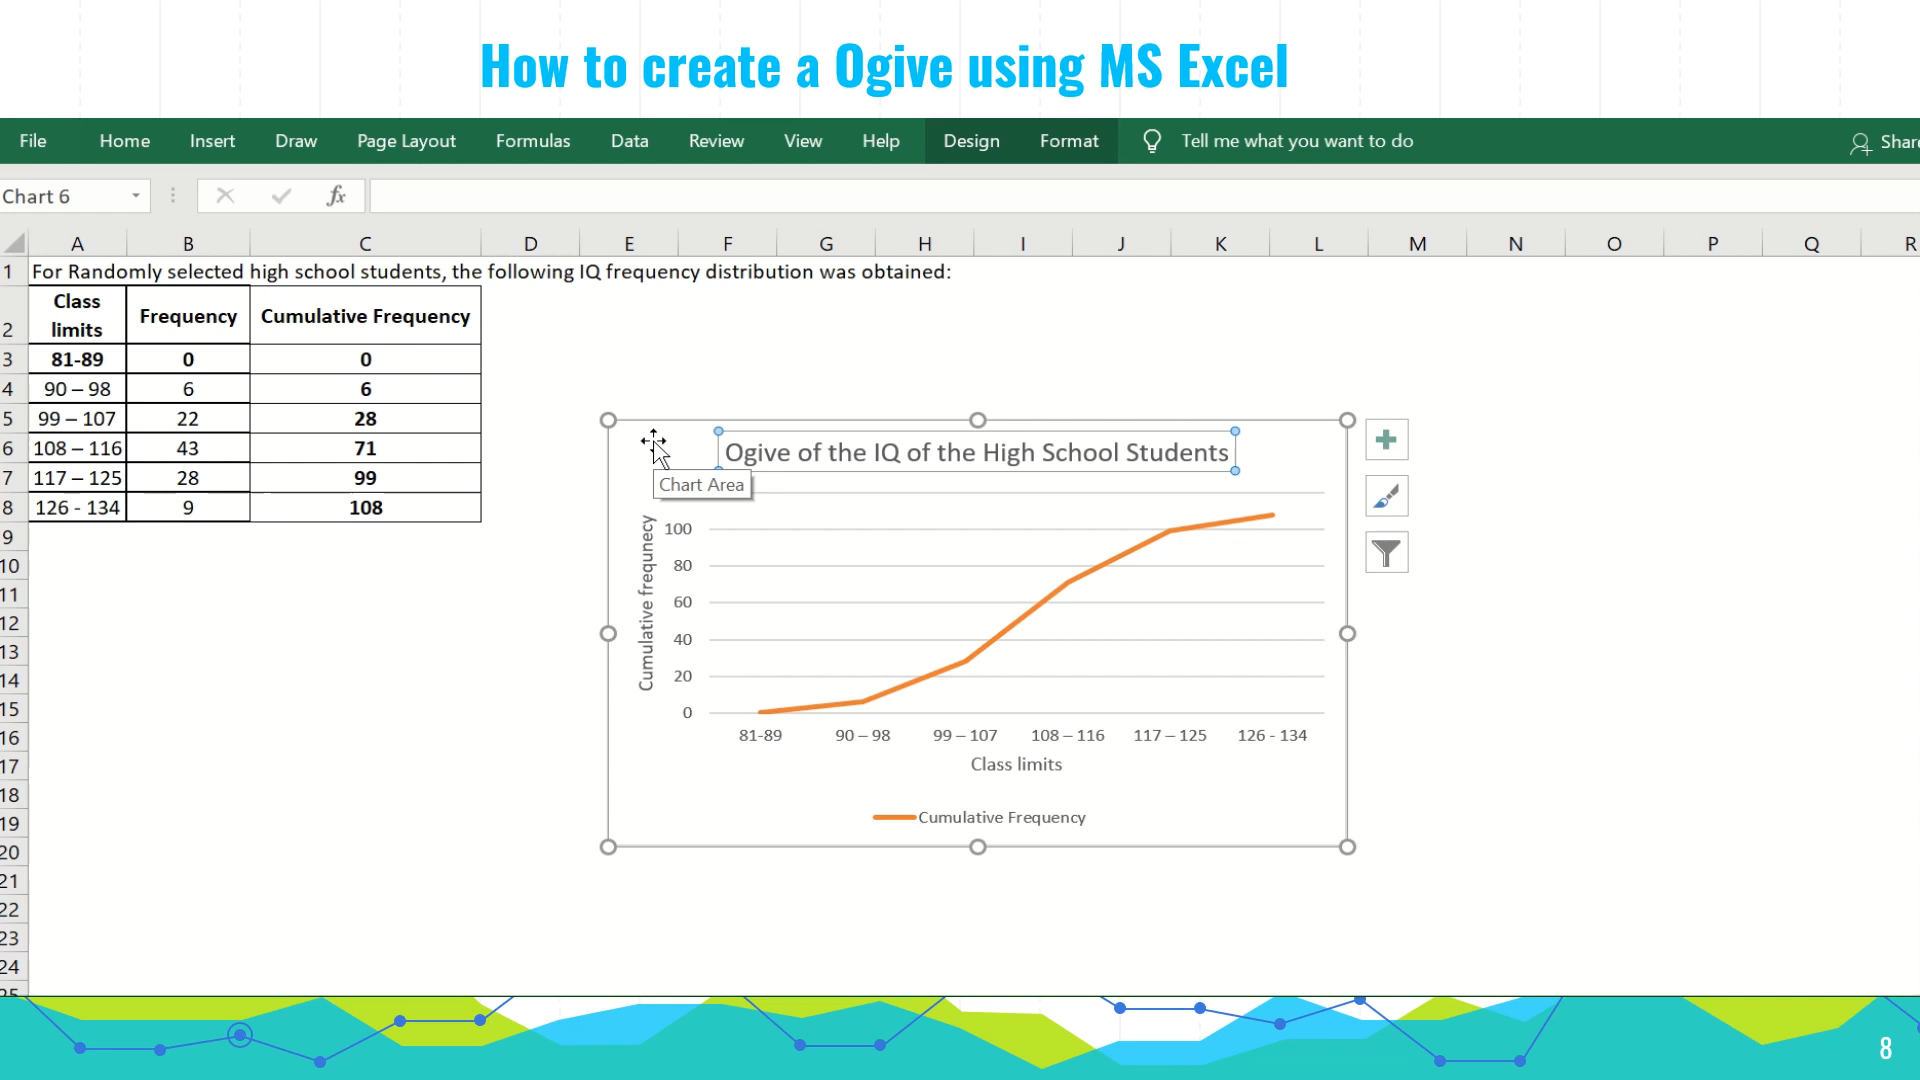 How to create a Ogive using MS Excel
File Home Insert Draw Page Layout Formulas Data Review View Help Design Format Tell me what you want to do Share
Chart 6 fx
A B C D E F G H I J K L M N O P Q R
1 For Randomly selected high school students, the following IQ frequency distribution was obtained:
2 Class limits Frequency Cumulative Frequency
3 81-89 0 0
4 90 – 98 6 6
5 99 – 107 22 28
6 108 – 116 43 71
7 117 – 125 28 99
8 126 - 134 9 108
9
10
11
12
13
14
15
16
17
18
19
20
21
22
23
24
25
Ogive of the IQ of the High School Students
Chart Area
Cumulative frequnecy
100
80
60
40
20
0
81-89 90 – 98 99 – 107 108 – 116 117 – 125 126 - 134
Class limits
Cumulative Frequency
8